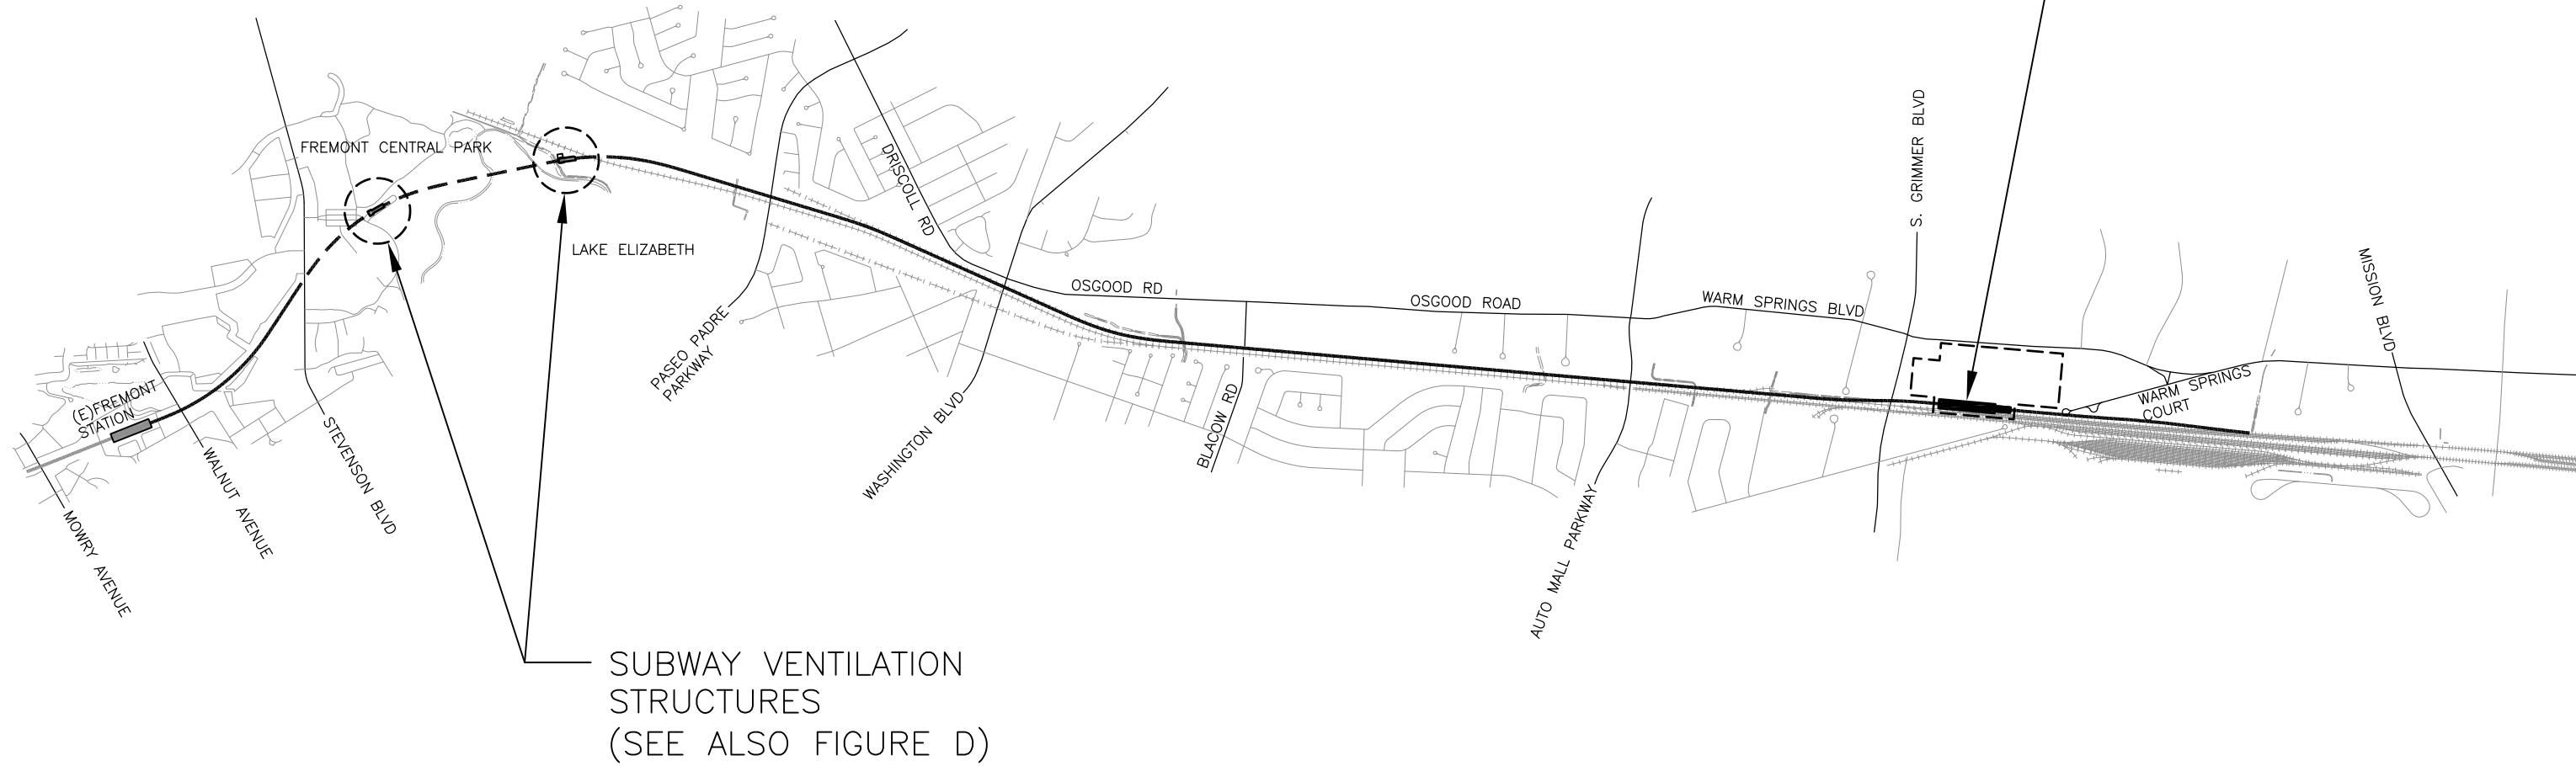 FREMONT CENTRAL PARK
LAKE ELIZABETH
(E)FREMONT
STATION
MOWRY AVENUE
WALNUT AVENUE
STEVENSON BLVD
PASEO PADRE
PARKWAY
DRISCOLL RD
WASHINGTON BLVD
OSGOOD RD
BLACOW RD
OSGOOD ROAD
AUTO MALL PARKWAY
WARM SPRINGS BLVD
S. GRIMMER BLVD
WARM SPRINGS
COURT
MISSION BLVD
SUBWAY VENTILATION
STRUCTURES
(SEE ALSO FIGURE D)